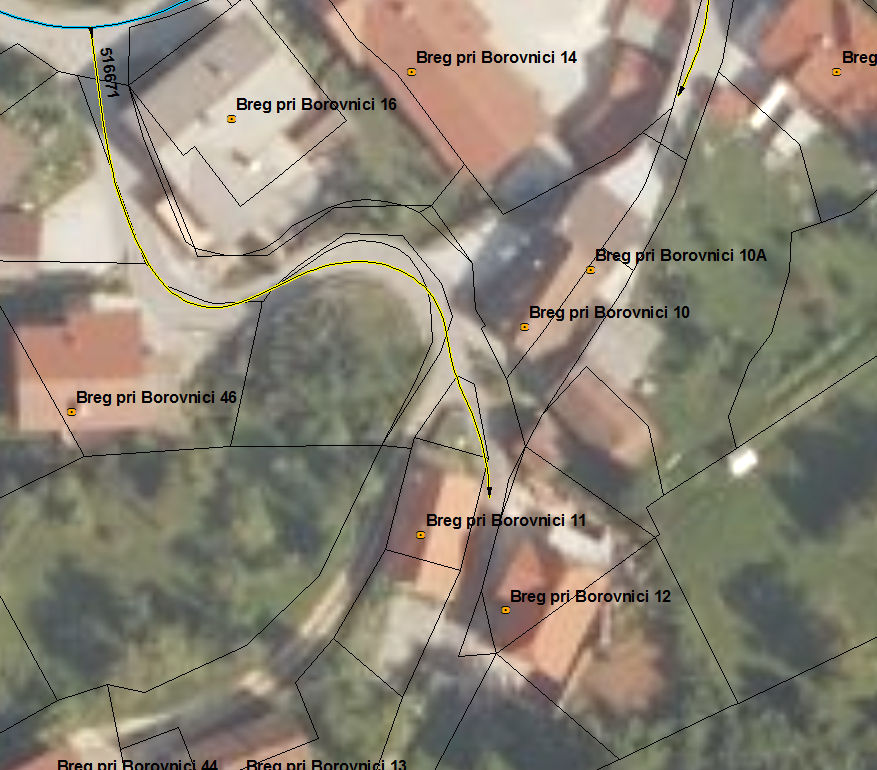 Breg pri Borovnici 14
Breg
516671
Breg pri Borovnici 16
Breg pri Borovnici 10A
Breg pri Borovnici 10
Breg pri Borovnici 46
Breg pri Borovnici 11
Breg pri Borovnici 12
Breg pri Borovnici 44
Breg pri Borovnici 13